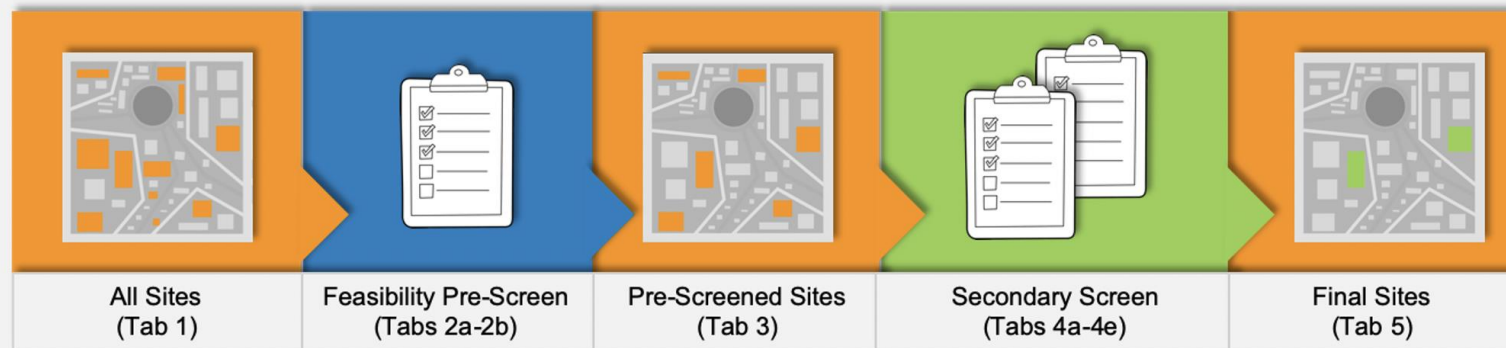 All Sites
(Tab 1)
Feasibility Pre-Screen
(Tabs 2a-2b)
Pre-Screened Sites
(Tab 3)
Secondary Screen
(Tabs 4a-4e)
Final Sites
(Tab 5)